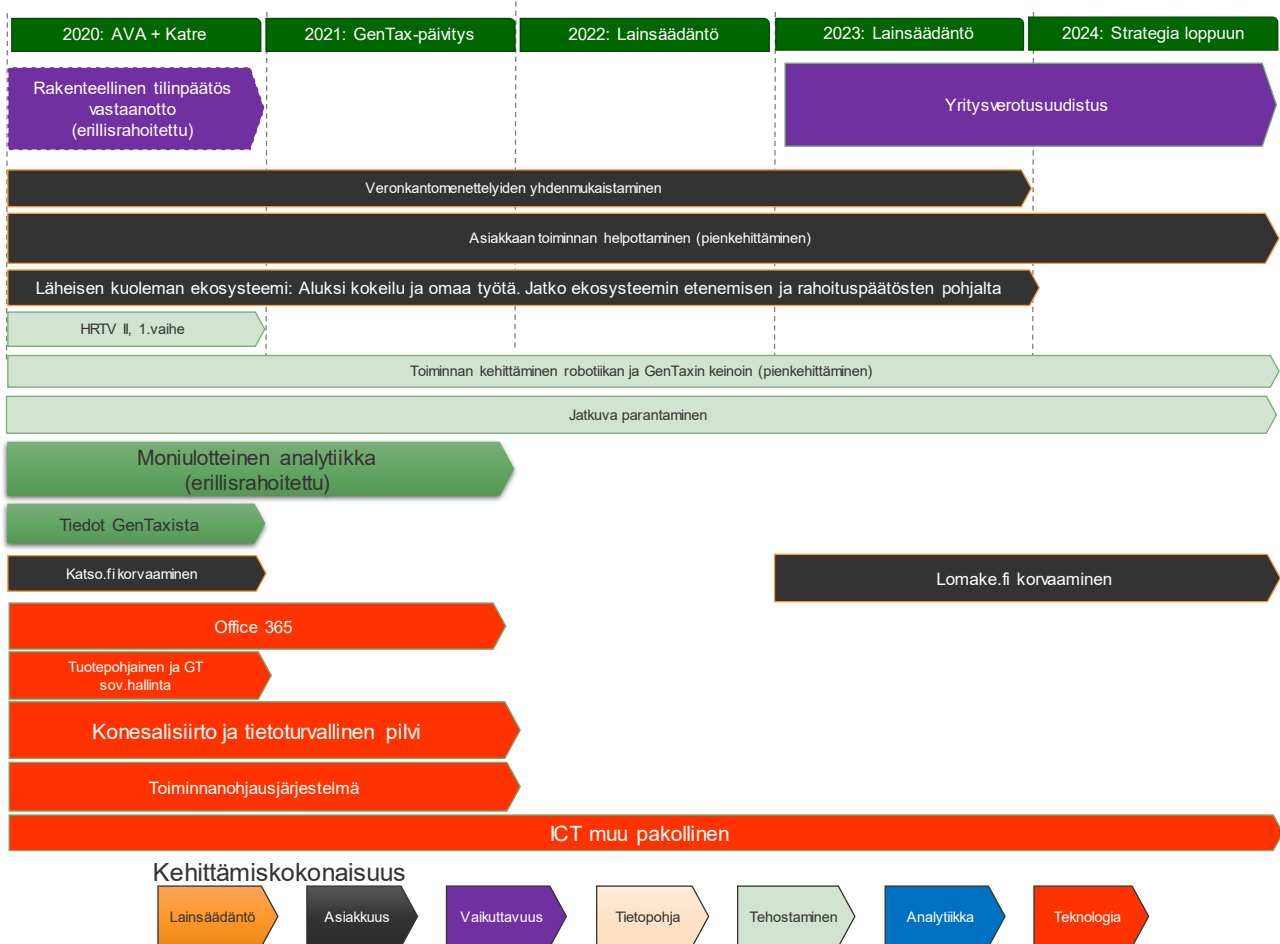 2020: AVA + Katre
2021: GenTax-päivitys
2022: Lainsäädäntö
2023: Lainsäädäntö
2024: Strategia loppuun
Rakenteellinen tilinpäätös
vastaanotto
(erillisrahoitettu)
Yritysverotusuudistus
Veronkantomenettelyiden yhdenmukaistaminen
Asiakkaan toiminnan helpottaminen (pienkehittäminen)
Läheisen kuoleman ekosysteemi: Aluksi kokeilu ja omaa työtä. Jatko ekosysteemin etenemisen ja rahoituspäätösten pohjalta
HRTV II, 1.vaihe
Toiminnan kehittäminen robotiikan ja GenTaxin keinoin (pienkehittäminen)
Jatkuva parantaminen
Moniulotteinen analytiikka
(erillisrahoitettu)
Tiedot GenTaxista
Katso.fi korvaaminen
Lomake.fi korvaaminen
Office 365
Tuotepohjainen ja GT
sov.hallinta
Konesalisiirto ja tietoturvallinen pilvi
Toiminnanohjausjärjestelmä
ICT muu pakollinen
Kehittämiskokonaisuus
Lainsäädäntö
Asiakkuus
Vaikuttavuus
Tietopohja
Tehostaminen
Analytiikka
Teknologia